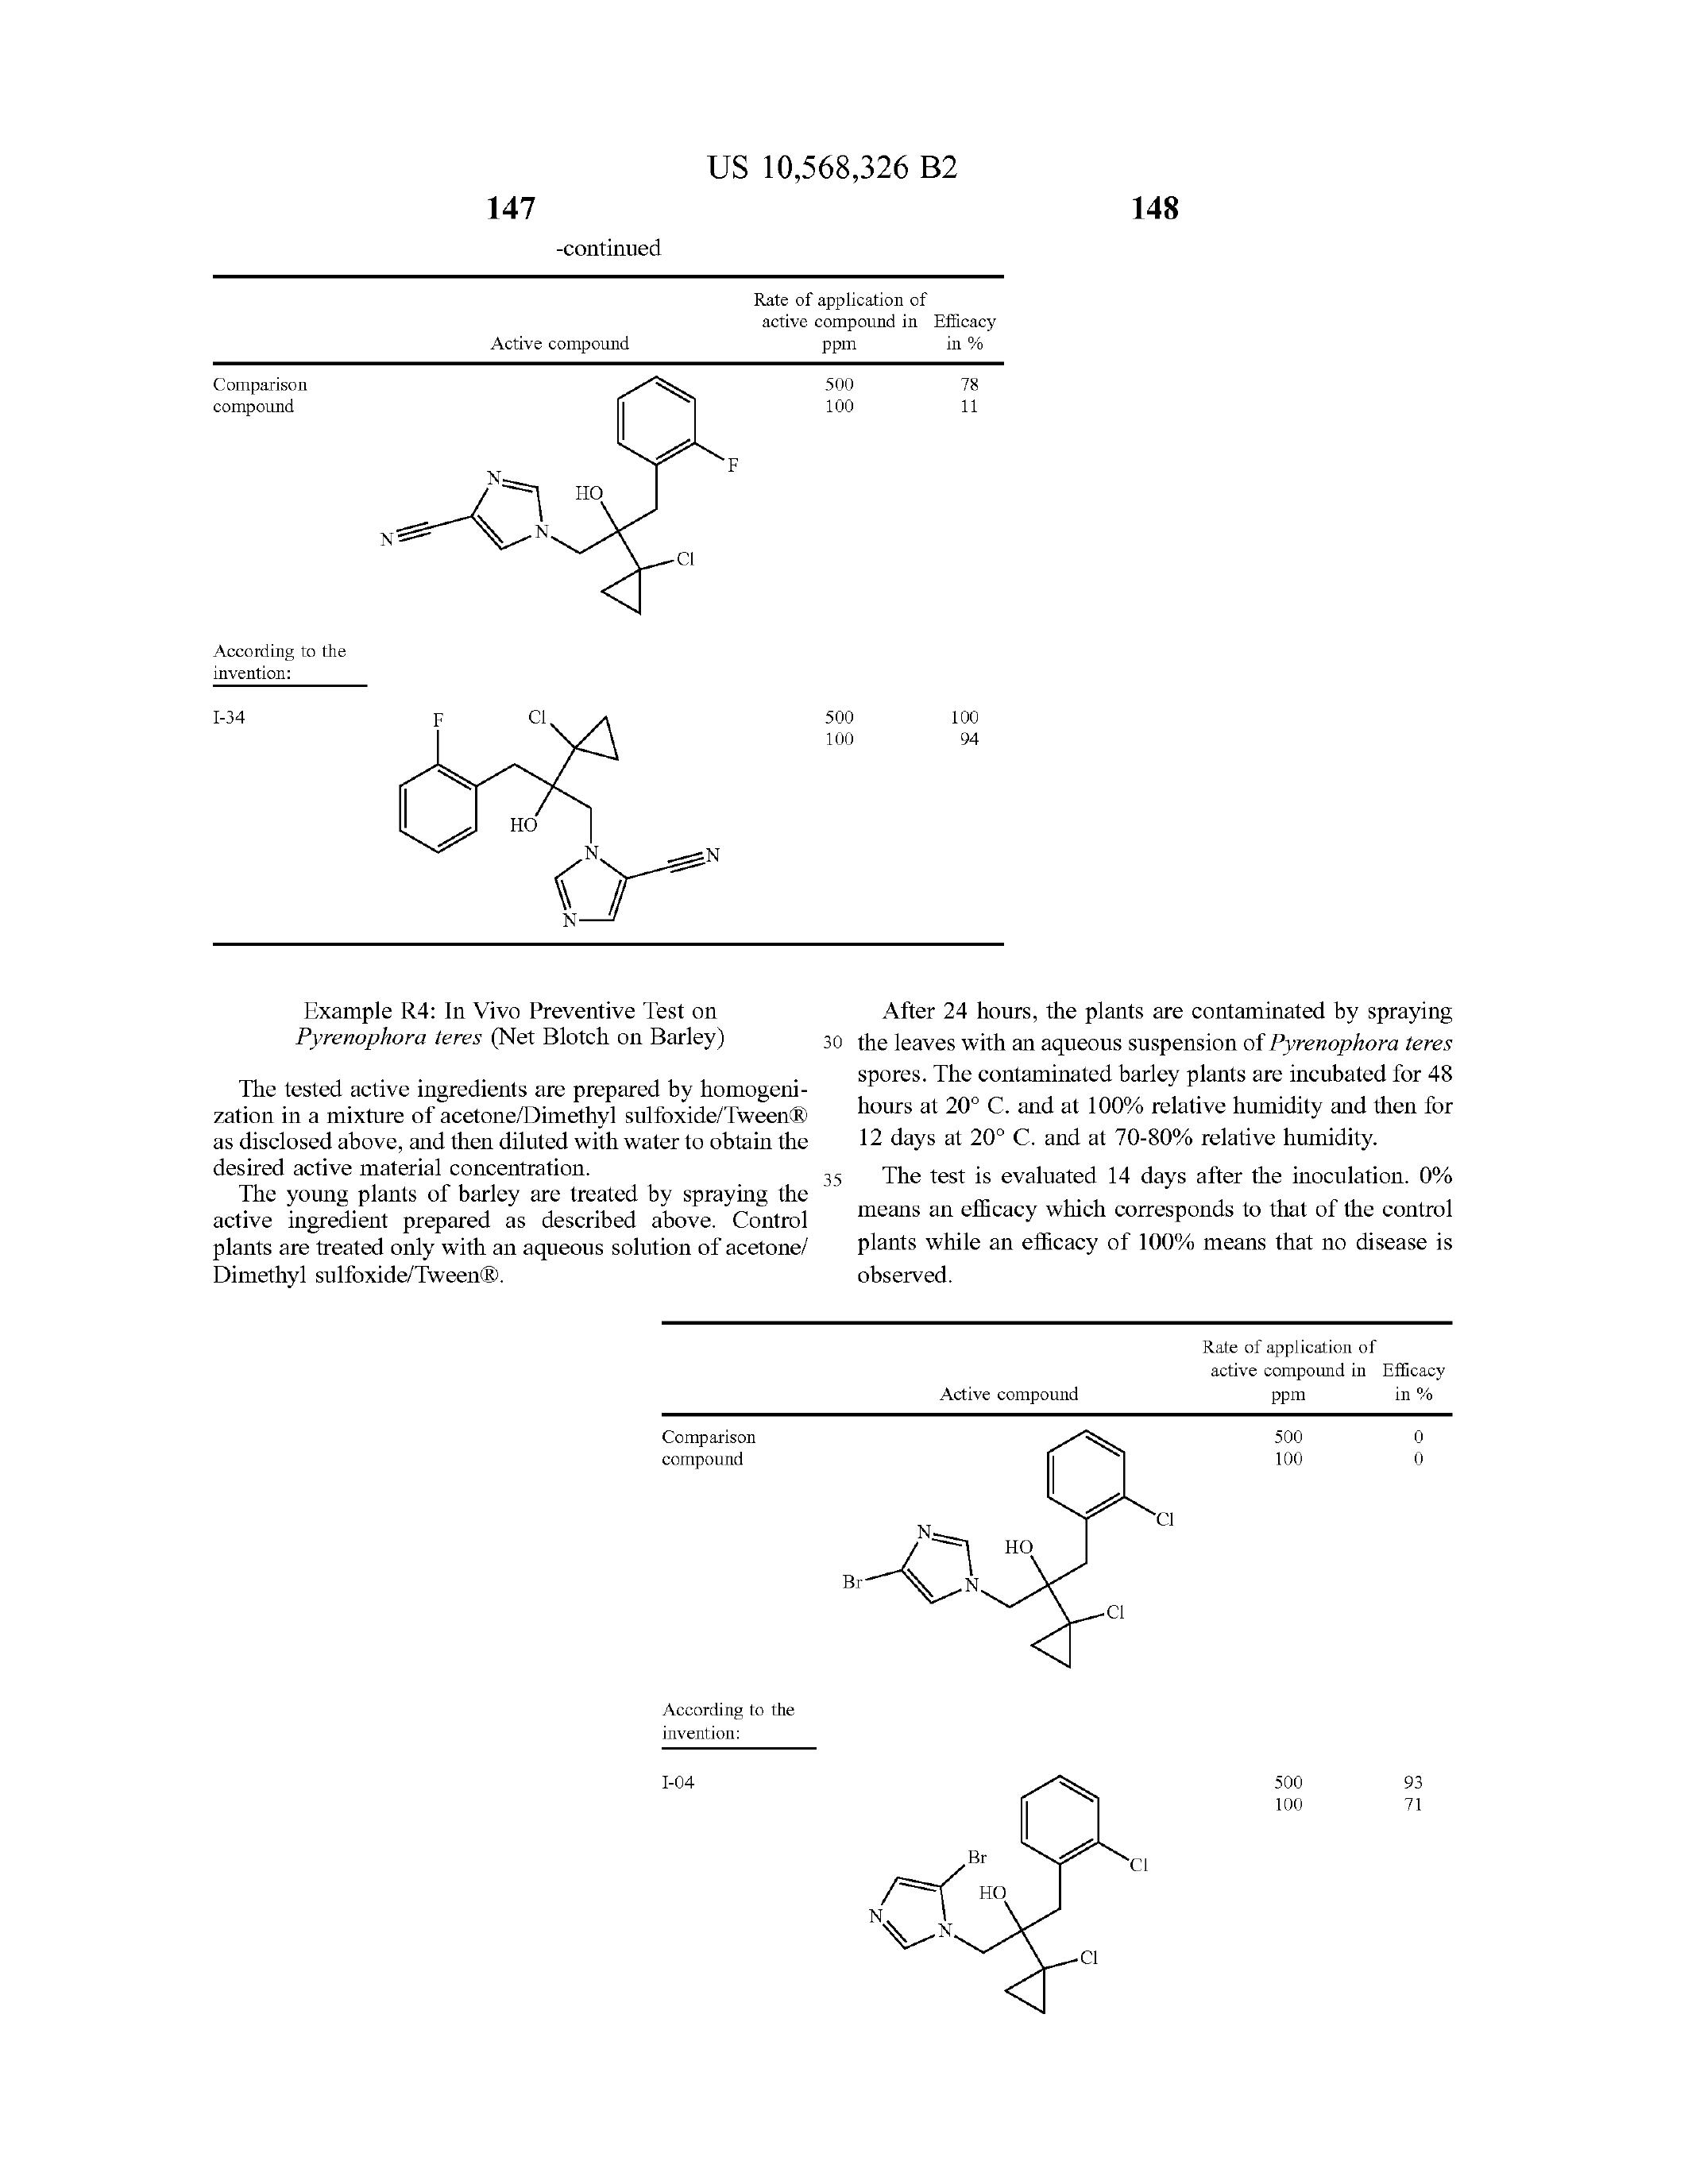 US 10,568,326 B2
147
148
-continued
Rate of application of
active compound in Efficacy
Active compound ppm in %
Comparison 500 78
compound 100 11
F
N
HO
N
N
Cl
According to the
invention:
I-34 F Cl 500 100
100 94
HO
N
N
N
Example R4: In Vivo Preventive Test on
Pyrenophora teres (Net Blotch on Barley)
The tested active ingredients are prepared by homogeni-
zation in a mixture of acetone/Dimethyl sulfoxide/Tween®
as disclosed above, and then diluted with water to obtain the
desired active material concentration.
The young plants of barley are treated by spraying the
active ingredient prepared as described above. Control
plants are treated only with an aqueous solution of acetone/
Dimethyl sulfoxide/Tween®.
After 24 hours, the plants are contaminated by spraying
30 the leaves with an aqueous suspension of Pyrenophora teres
spores. The contaminated barley plants are incubated for 48
hours at 20° C. and at 100% relative humidity and then for
12 days at 20° C. and at 70-80% relative humidity.
35 The test is evaluated 14 days after the inoculation. 0%
means an efficacy which corresponds to that of the control
plants while an efficacy of 100% means that no disease is
observed.
Rate of application of
active compound in Efficacy
Active compound ppm in %
Comparison 500 0
compound 100 0
Cl
N
HO
Br
N
Cl
According to the
invention:
I-04 500 93
100 71
Br
Cl
HO
N
N
Cl